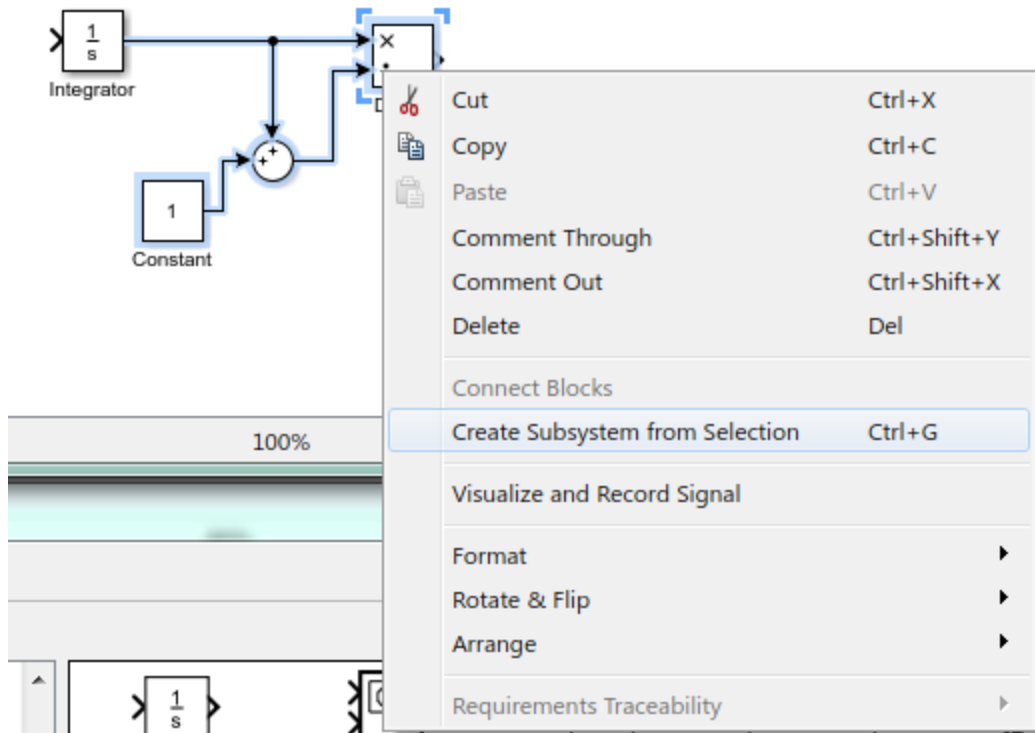 1
s
Integrator
×
÷
D
+ +
1
Constant
Cut Ctrl+X
Copy Ctrl+C
Paste Ctrl+V
Comment Through Ctrl+Shift+Y
Comment Out Ctrl+Shift+X
Delete Del
Connect Blocks
Create Subsystem from Selection Ctrl+G
100%
Visualize and Record Signal
Format
Rotate & Flip
Arrange
Requirements Traceability
1
s